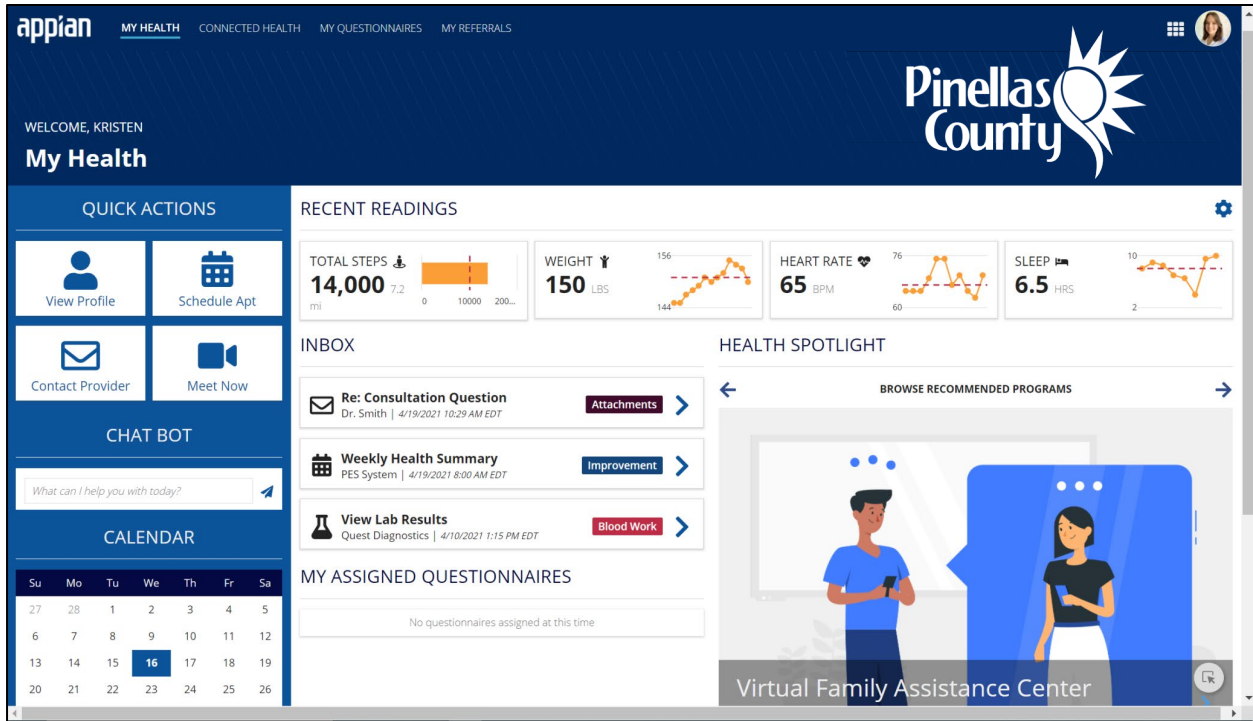 appian
MY HEALTH
CONNECTED HEALTH
MY QUESTIONNAIRES
MY REFERRALS
Pinellas
County
WELCOME, KRISTEN
My Health
QUICK ACTIONS
View Profile
Schedule Apt
Contact Provider
Meet Now
CHAT BOT
What can I help you with today?
CALENDAR
Su Mo Tu We Th Fr Sa
27 28 1 2 3 4 5
6 7 8 9 10 11 12
13 14 15 16 17 18 19
20 21 22 23 24 25 26
RECENT READINGS
TOTAL STEPS
14,000 7.2
mi
0 10000 200...
WEIGHT
150 LBS
156
144
HEART RATE
65 BPM
76
60
SLEEP
6.5 HRS
10
2
INBOX
Re: Consultation Question
Dr. Smith | 4/19/2021 10:29 AM EDT
Attachments
Weekly Health Summary
PES System | 4/19/2021 8:00 AM EDT
Improvement
View Lab Results
Quest Diagnostics | 4/10/2021 1:15 PM EDT
Blood Work
MY ASSIGNED QUESTIONNAIRES
No questionnaires assigned at this time
HEALTH SPOTLIGHT
BROWSE RECOMMENDED PROGRAMS
Virtual Family Assistance Center